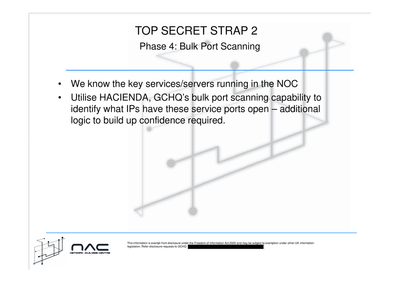 TOP SECRET STRAP 2
Phase 4: Bulk Port Scanning
• We know the key services/servers running in the NOC
• Utilise HACIENDA, GCHQ's bulk port scanning capability to
identify what IPs have these service ports open – additional
logic to build up confidence required.
NAC
NETWORK ANALYSIS CENTRE
This information is exempt from disclosure under the Freedom of Information Act 2000 and may be subject to exemption under other UK information
legislation. Refer disclosure requests to GCHQ